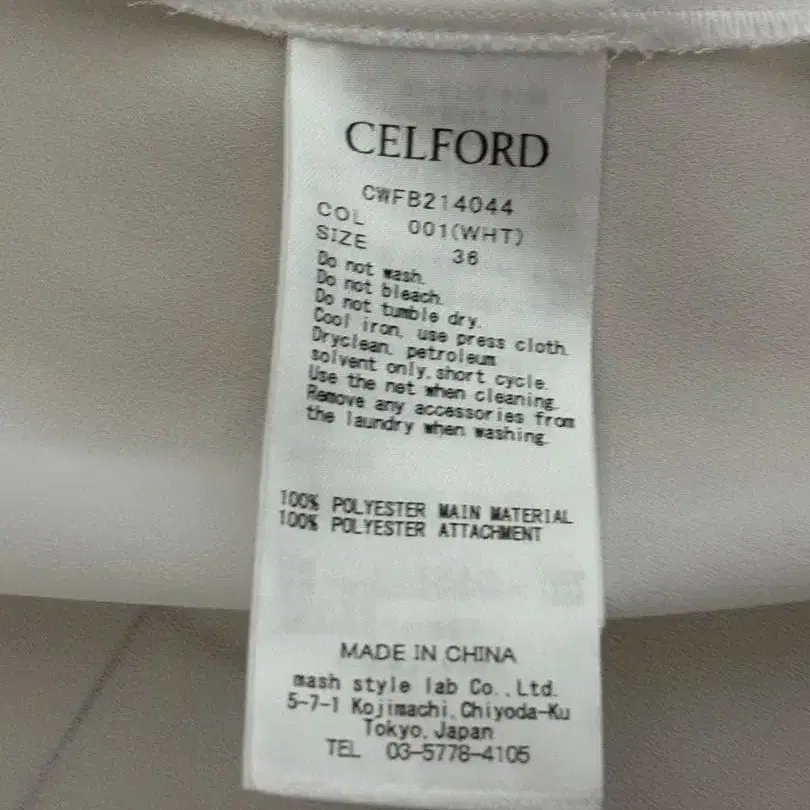 CELFORD
CWFB214044
COL 001(WHT)
SIZE 36
Do not wash.
Do not bleach.
Do not tumble dry.
Cool iron, use press cloth.
Dryclean, petroleum
solvent only, short cycle.
Use the net when cleaning.
Remove any accessories from
the laundry when washing.
100% POLYESTER MAIN MATERIAL
100% POLYESTER ATTACHMENT
MADE IN CHINA
mash style lab Co.,Ltd.
5-7-1 Kojimachi,Chiyoda-Ku
Tokyo,Japan
TEL 03-5778-4105